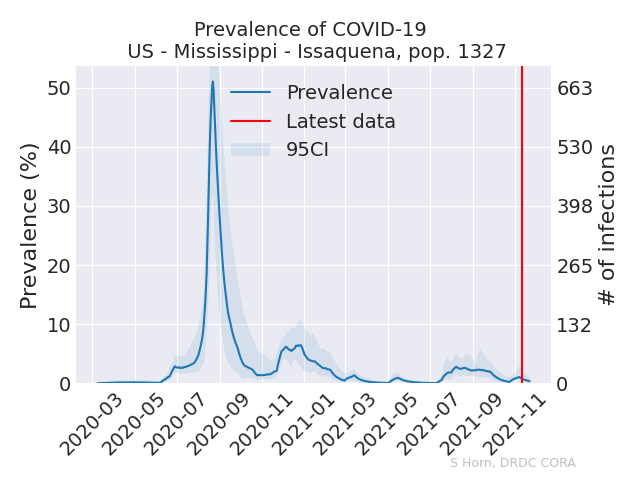 Prevalence of COVID-19
US - Mississippi - Issaquena, pop. 1327
Prevalence (%)
50
40
30
20
10
0
Prevalence
Latest data
95CI
663
530
398
265
132
0
# of infections
2020-03
2020-05
2020-07
2020-09
2020-11
2021-01
2021-03
2021-05
2021-07
2021-09
2021-11
S Horn, DRDC CORA